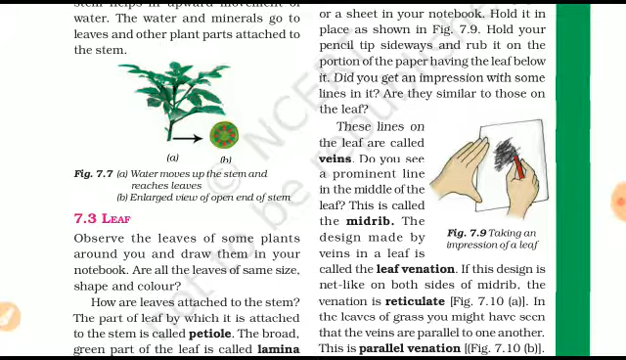 stem helps in upward movement of
water. The water and minerals go to
leaves and other plant parts attached to
the stem.
(a)
(b)
Fig. 7.7 (a) Water moves up the stem and
reaches leaves
(b) Enlarged view of open end of stem
7.3 LEAF
Observe the leaves of some plants
around you and draw them in your
notebook. Are all the leaves of same size,
shape and colour?
How are leaves attached to the stem?
The part of leaf by which it is attached
to the stem is called petiole. The broad,
green part of the leaf is called lamina
or a sheet in your notebook. Hold it in
place as shown in Fig. 7.9. Hold your
pencil tip sideways and rub it on the
portion of the paper having the leaf below
it. Did you get an impression with some
lines in it? Are they similar to those on
the leaf?
These lines on
the leaf are called
veins. Do you see
a prominent line
in the middle of the
leaf? This is called
the midrib. The
design made by
veins in a leaf is
called the leaf venation. If this design is
net-like on both sides of midrib, the
venation is reticulate [Fig. 7.10 (a)]. In
the leaves of grass you might have seen
that the veins are parallel to one another.
This is parallel venation [(Fig. 7.10 (b)].
Fig. 7.9 Taking an
impression of a leaf
© NCERT
not to be republished